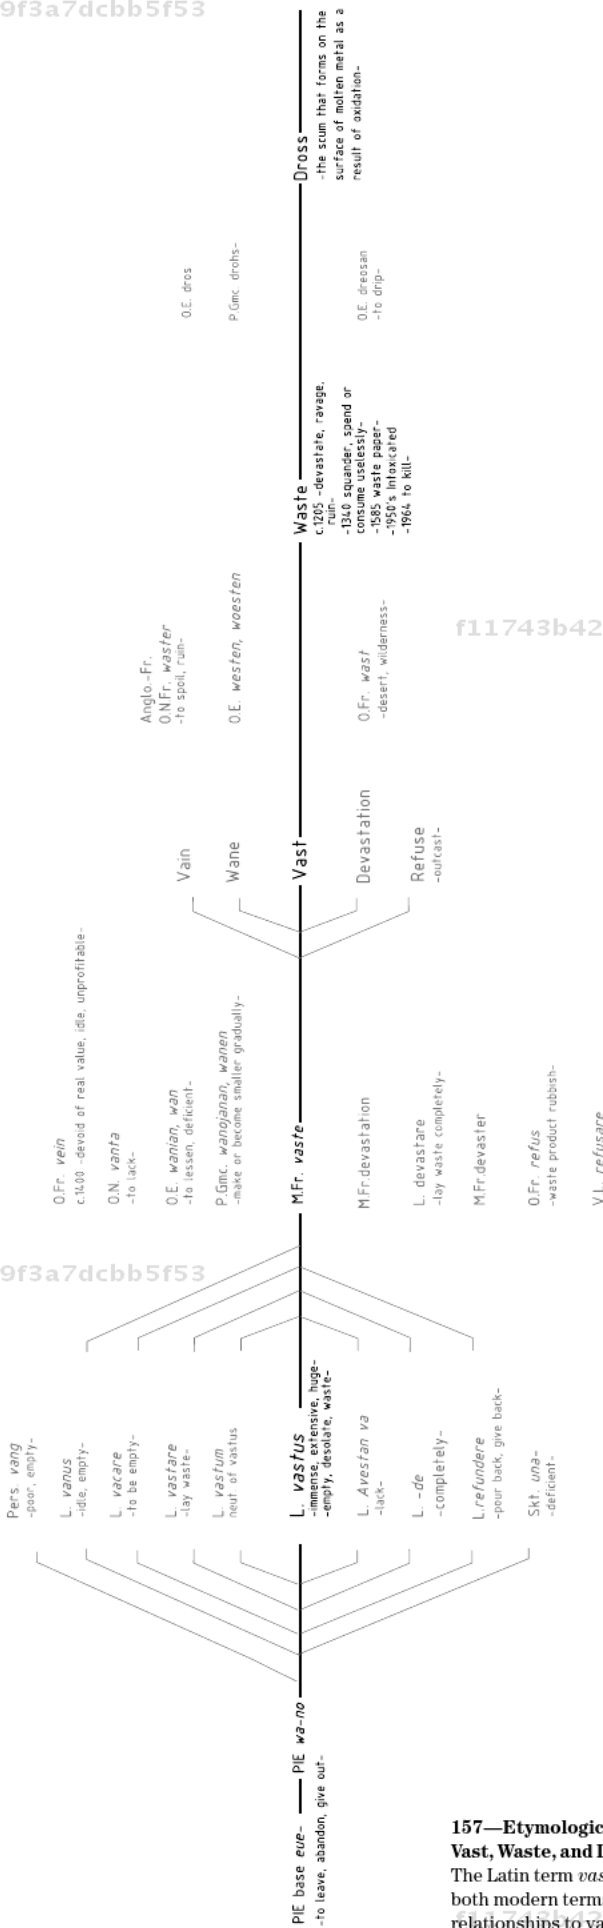 9f3a7dcbb5f53
PIE base eue-
-to leave, abandon, give out-
PIE wa-no
Pers. vang
-poor, empty-
L. vanus
-idle, empty-
L. vacare
-to be empty-
L. vastare
-lay waste-
L. vastum
neut of vastus
L. vastus
-immense, extensive, huge-
-empty, desolate, waste-
L. Avestan va
-lack-
L. -de
-completely-
L.refundere
-pour back, give back-
Skt. una-
-deficient-
O.Fr. vein
c.1400 -devoid of real value, idle, unprofitable-
O.N. vanta
-to lack-
O.E. wanian, wan
-to lessen, deficient-
P.Gmc. wanojanan, wanen
-make or become smaller gradually-
M.Fr. vaste
M.Fr.devastation
L. devastare
-lay waste completely-
M.Fr.devaster
O.Fr. refus
-waste product rubbish-
V.L. refusare
Vain
Wane
Vast
Devastation
Refuse
-outcast-
Anglo.-Fr.
O.N.Fr. waster
-to spoil, ruin-
O.E. westen, woesten
O.Fr. wast
-desert, wilderness-
Waste
c.1205 -devastate, ravage,
ruin-
-1340 squander, spend or
consume uselessly-
-1585 waste paper-
-1950's Intoxicated
-1964 to kill-
O.E. dros
P.Gmc. drohs-
O.E. dreosan
-to drip-
Dross
-the scum that forms on the
surface of molten metal as a
result of oxidation-
f11743b42
9f3a7dcbb5f53
157—Etymologic
Vast, Waste, and
The Latin term vas
both modern term
relationships to va
f11743b42